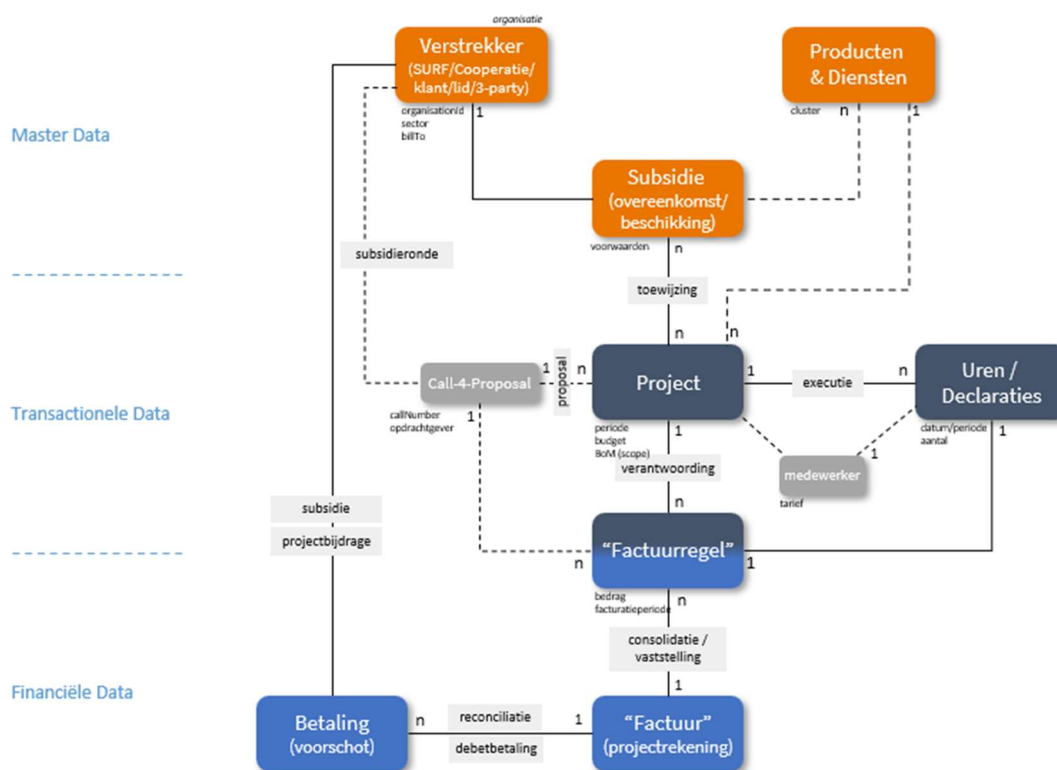 organisatie
Verstrekker
(SURF/Cooperatie/
klant/lid/3-party)
organisationId
sector
billTo
1
Producten
& Diensten
cluster
n
1
Master Data
Subsidie
(overeenkomst/
beschikking)
voorwaarden
n
subsidieronde
toewijzing
n
n
Call-4-Proposal
1
proposal
n
Project
1
executie
n
Uren /
Declaraties
Transactionele Data
callNumber
opdrachtgever
1
periode
budget
BoM (scope)
1
datum/periode
aantal
1
1
medewerker
tarief
verantwoording
n
subsidie
projectbijdrage
"Factuurregel"
n
1
bedrag
facturatieperiode
n
consolidatie /
vaststelling
1
Financiële Data
Betaling
(voorschot)
n
reconciliatie
1
debetbetaling
"Factuur"
(projectrekening)